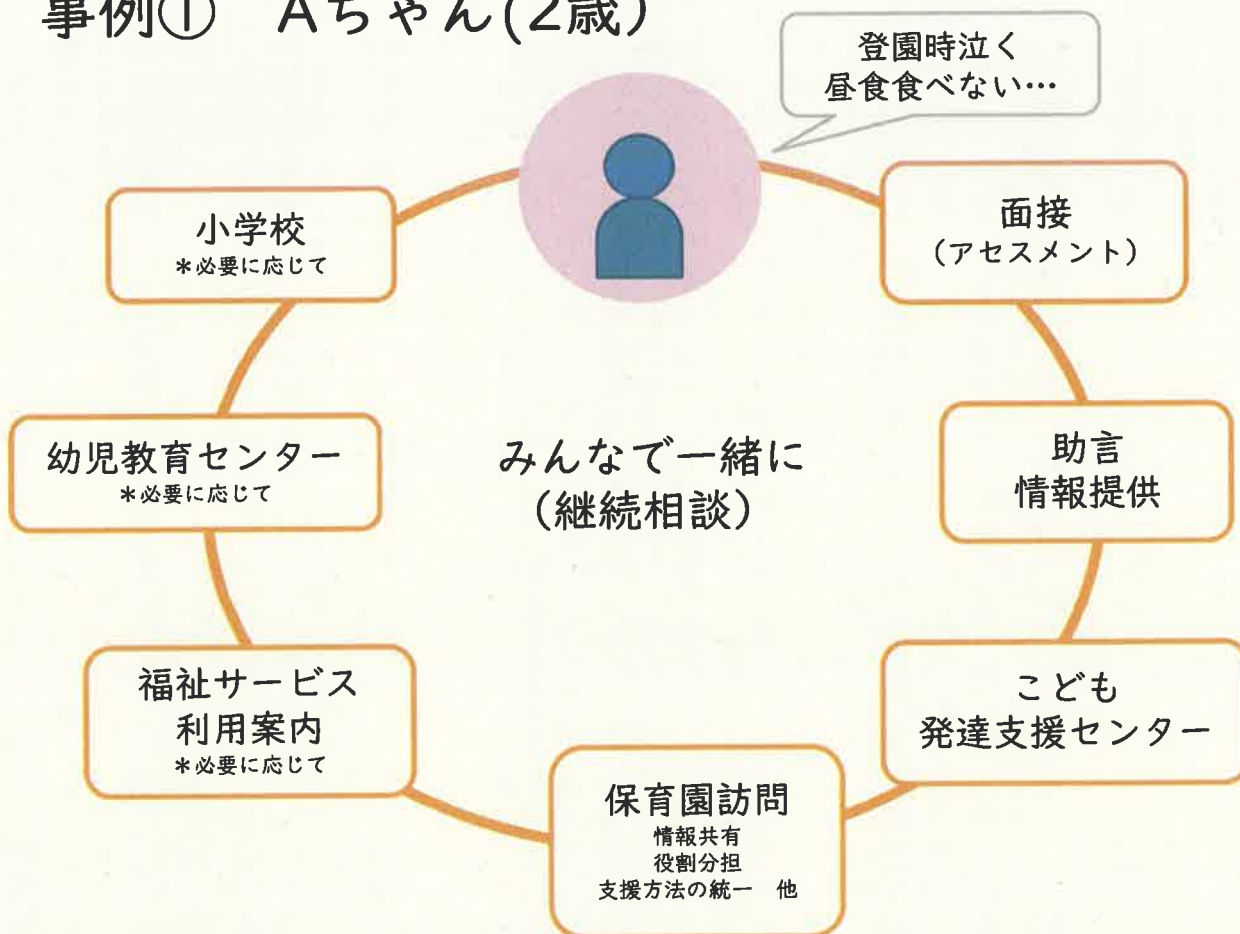 事例① Aちゃん(2歳)
登園時泣く
昼食食べない…
面接
(アセスメント)
助言
情報提供
こども
発達支援センター
保育園訪問
情報共有
役割分担
支援方法の統一 他
福祉サービス
利用案内
*必要に応じて
幼児教育センター
*必要に応じて
小学校
*必要に応じて
みんなで一緒に
(継続相談)